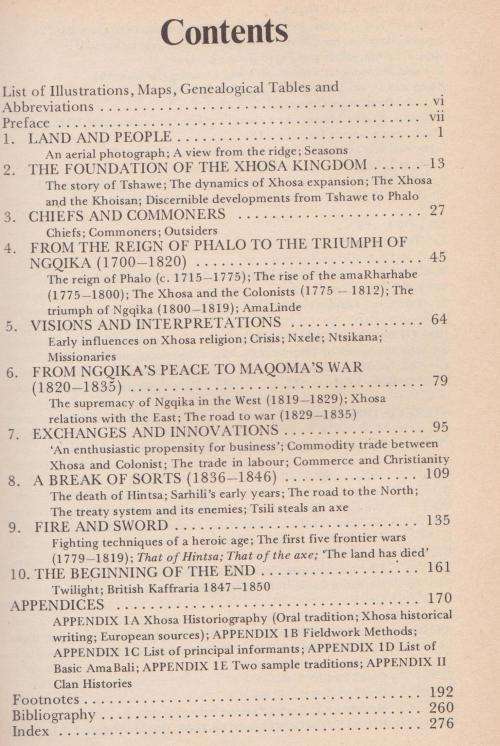 Contents
List of Illustrations, Maps, Genealogical Tables and
Abbreviations . . . . . . . . . . . . . . . . . . . . . . . . . . . . . . . . . . . . vi
Preface . . . . . . . . . . . . . . . . . . . . . . . . . . . . . . . . . . . . . . . . vii
1. LAND AND PEOPLE . . . . . . . . . . . . . . . . . . . . . . . . . . . 1
An aerial photograph; A view from the ridge; Seasons
2. THE FOUNDATION OF THE XHOSA KINGDOM . . . . . . 13
The story of Tshawe; The dynamics of Xhosa expansion; The Xhosa
and the Khoisan; Discernible developments from Tshawe to Phalo
3. CHIEFS AND COMMONERS . . . . . . . . . . . . . . . . . . . . 27
Chiefs; Commoners; Outsiders
4. FROM THE REIGN OF PHALO TO THE TRIUMPH OF
NGQIKA (1700—1820) . . . . . . . . . . . . . . . . . . . . . . . . . 45
The reign of Phalo (c. 1715—1775); The rise of the amaRharhabe
(1775—1800); The Xhosa and the Colonists (1775 — 1812); The
triumph of Ngqika (1800—1819); AmaLinde
5. VISIONS AND INTERPRETATIONS . . . . . . . . . . . . . . . 64
Early influences on Xhosa religion; Crisis; Nxele; Ntsikana;
Missionaries
6. FROM NGQIKA'S PEACE TO MAQOMA'S WAR
(1820—1835) . . . . . . . . . . . . . . . . . . . . . . . . . . . . . . . . 79
The supremacy of Ngqika in the West (1819—1829); Xhosa
relations with the East; The road to war (1829—1835)
7. EXCHANGES AND INNOVATIONS . . . . . . . . . . . . . . . . 95
‘An enthusiastic propensity for business’; Commodity trade between
Xhosa and Colonist; The trade in labour; Commerce and Christianity
8. A BREAK OF SORTS (1836—1846) . . . . . . . . . . . . . . . 109
The death of Hintsa; Sarhili's early years; The road to the North;
The treaty system and its enemies; Tsili steals an axe
9. FIRE AND SWORD . . . . . . . . . . . . . . . . . . . . . . . . . . . 135
Fighting techniques of a heroic age; The first five frontier wars
(1779—1819); That of Hintsa; That of the axe; ‘The land has died’
10. THE BEGINNING OF THE END . . . . . . . . . . . . . . . . . 161
Twilight; British Kaffraria 1847—1850
APPENDICES . . . . . . . . . . . . . . . . . . . . . . . . . . . . . . . . . 170
APPENDIX 1A Xhosa Historiography (Oral tradition; Xhosa historical
writing; European sources); APPENDIX 1B Fieldwork Methods;
APPENDIX 1C List of principal informants; APPENDIX 1D List of
Basic AmaBali; APPENDIX 1E Two sample traditions; APPENDIX II
Clan Histories
Footnotes . . . . . . . . . . . . . . . . . . . . . . . . . . . . . . . . . . . . . 192
Bibliography . . . . . . . . . . . . . . . . . . . . . . . . . . . . . . . . . . . 260
Index . . . . . . . . . . . . . . . . . . . . . . . . . . . . . . . . . . . . . . . . 276